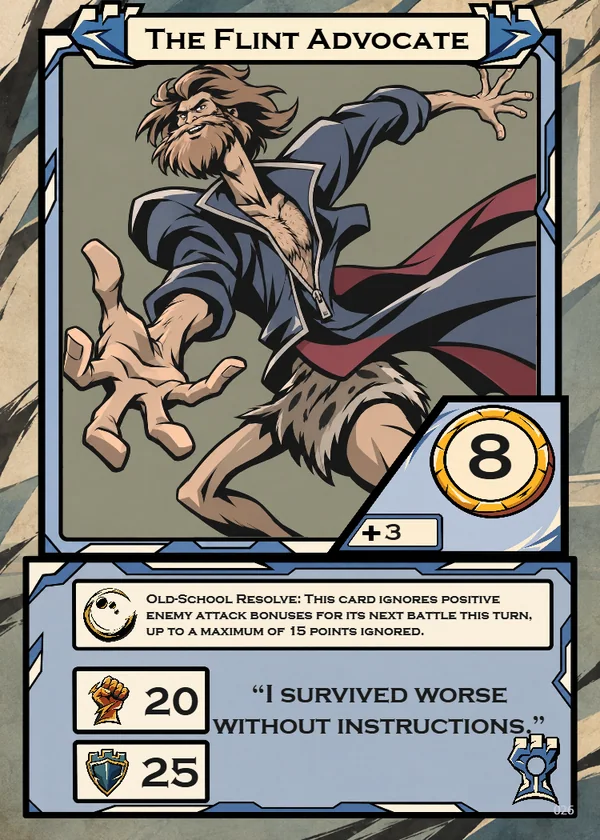 The Flint Advocate
8
+3
Old-School Resolve: This card ignores positive
enemy attack bonuses for its next battle this turn,
up to a maximum of 15 points ignored.
20
“I survived worse
without instructions.”
25
026